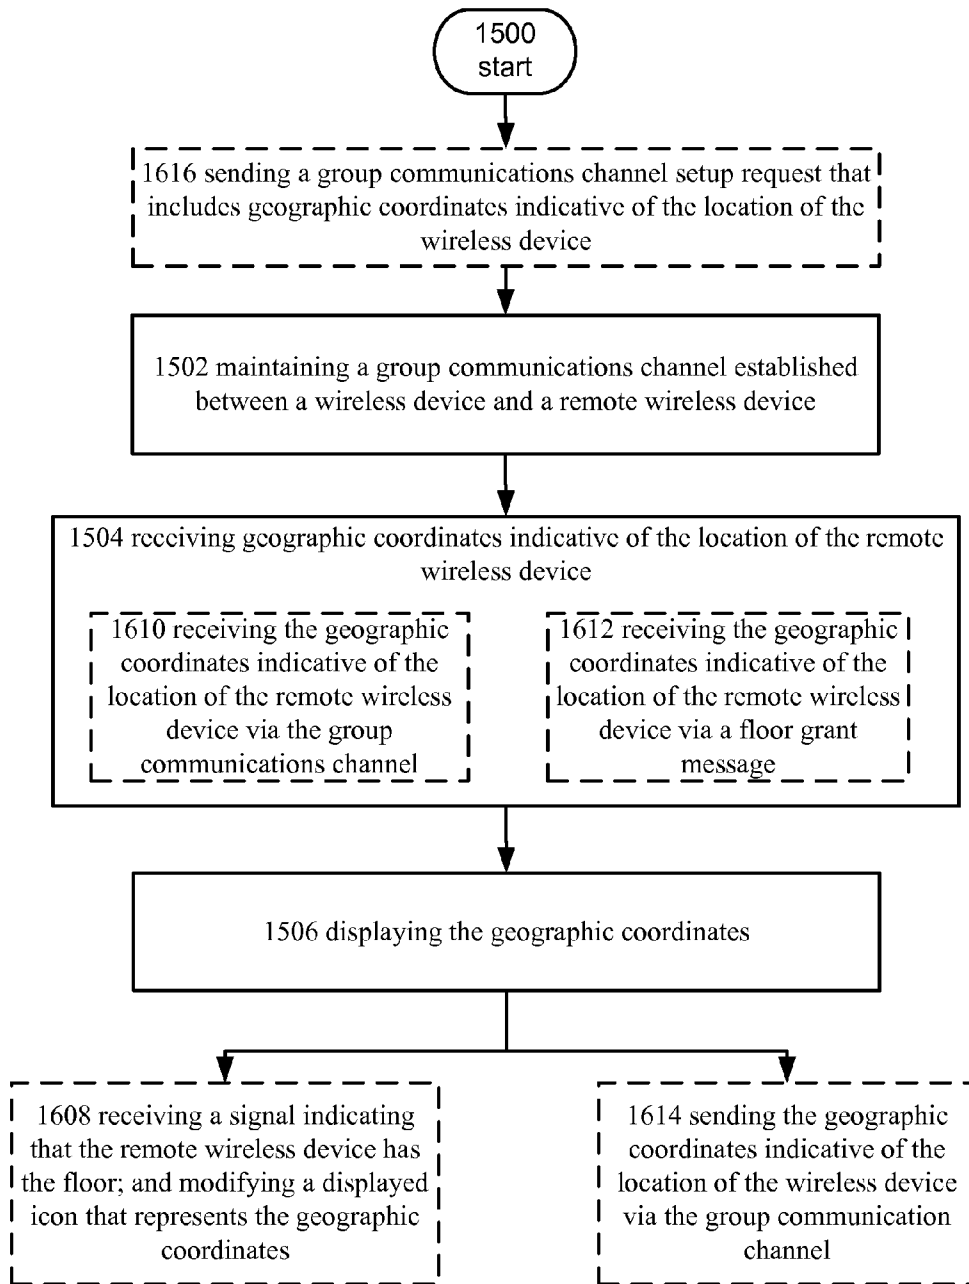 1500
start
1616 sending a group communications channel setup request that
includes geographic coordinates indicative of the location of the
wireless device
1502 maintaining a group communications channel established
between a wireless device and a remote wireless device
1504 receiving geographic coordinates indicative of the location of the remote
wireless device
1610 receiving the geographic
coordinates indicative of the
location of the remote wireless
device via the group
communications channel
1612 receiving the geographic
coordinates indicative of the
location of the remote wireless
device via a floor grant
message
1506 displaying the geographic coordinates
1608 receiving a signal indicating
that the remote wireless device has
the floor; and modifying a displayed
icon that represents the geographic
coordinates
1614 sending the geographic
coordinates indicative of the
location of the wireless device
via the group communication
channel